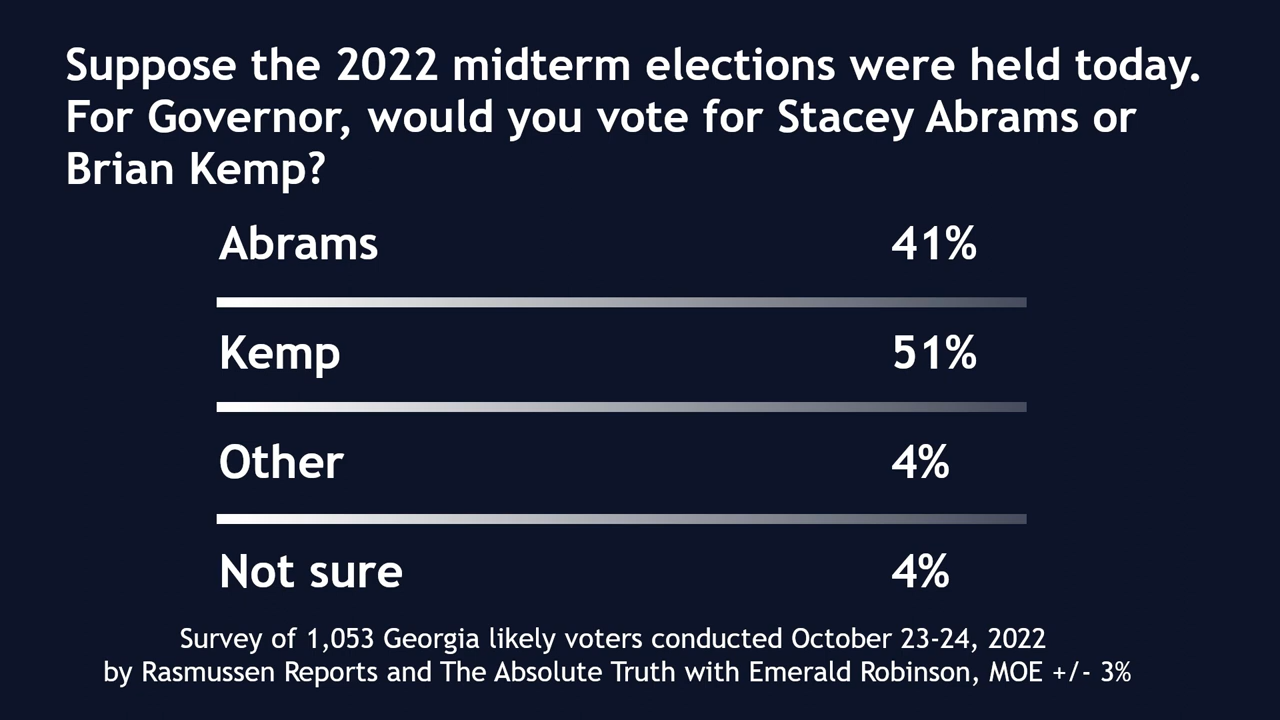 Suppose the 2022 midterm elections were held today.
For Governor, would you vote for Stacey Abrams or
Brian Kemp?
Abrams 41%
Kemp 51%
Other 4%
Not sure 4%
Survey of 1,053 Georgia likely voters conducted October 23-24, 2022
by Rasmussen Reports and The Absolute Truth with Emerald Robinson, MOE +/- 3%